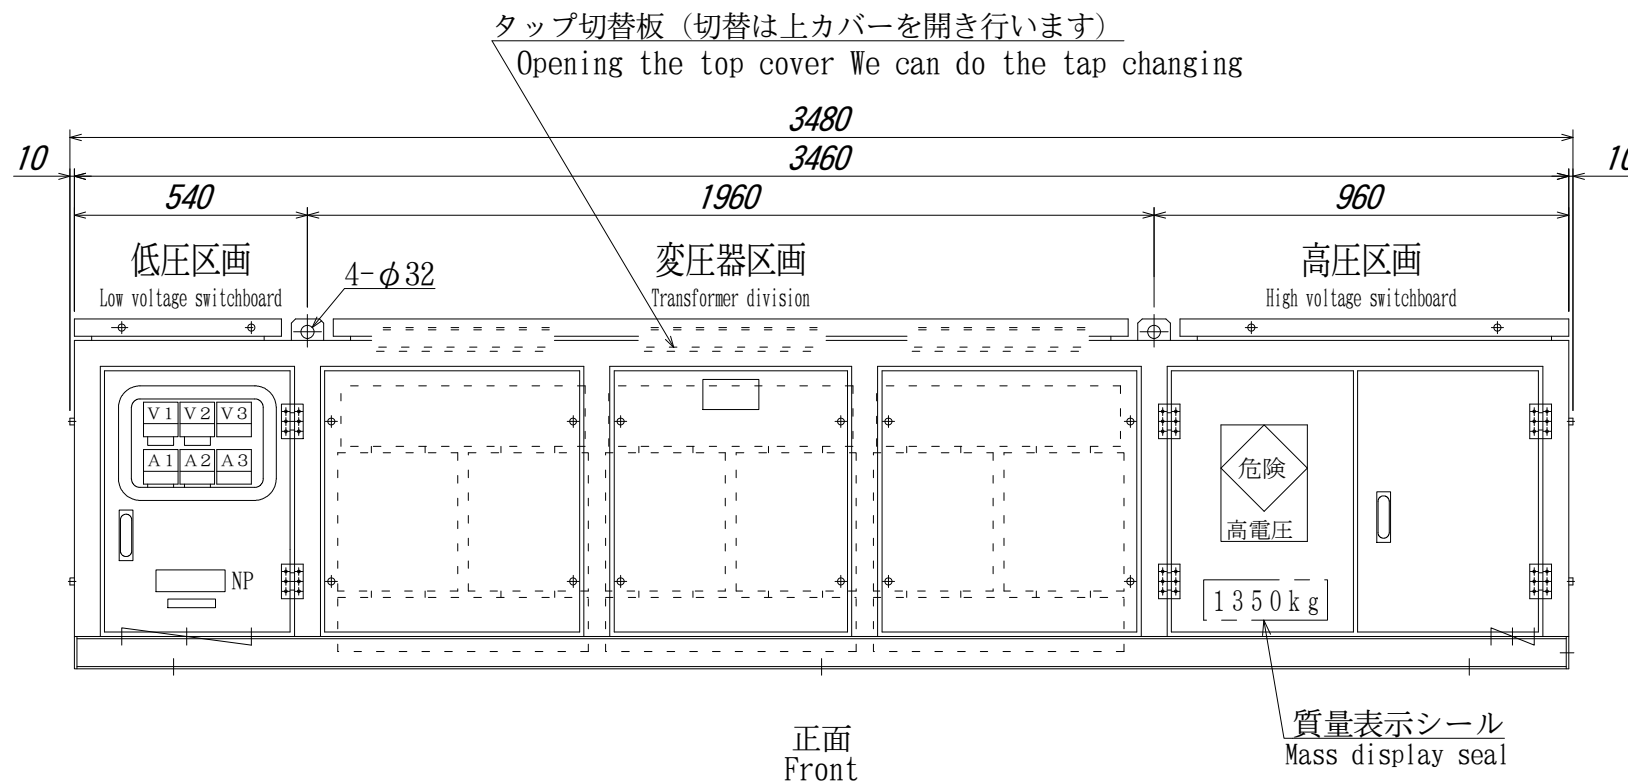 タップ切替板（切替は上カバーを開き行います）
Opening the top cover We can do the tap changing
3480
10 3460 10
540 1960 960
低圧区画 変圧器区画 高圧区画
Low voltage switchboard Transformer division High voltage switchboard
4-φ32
V1 V2 V3
A1 A2 A3
危険
高電圧
NP
1350kg
質量表示シール
Mass display seal
正面
Front